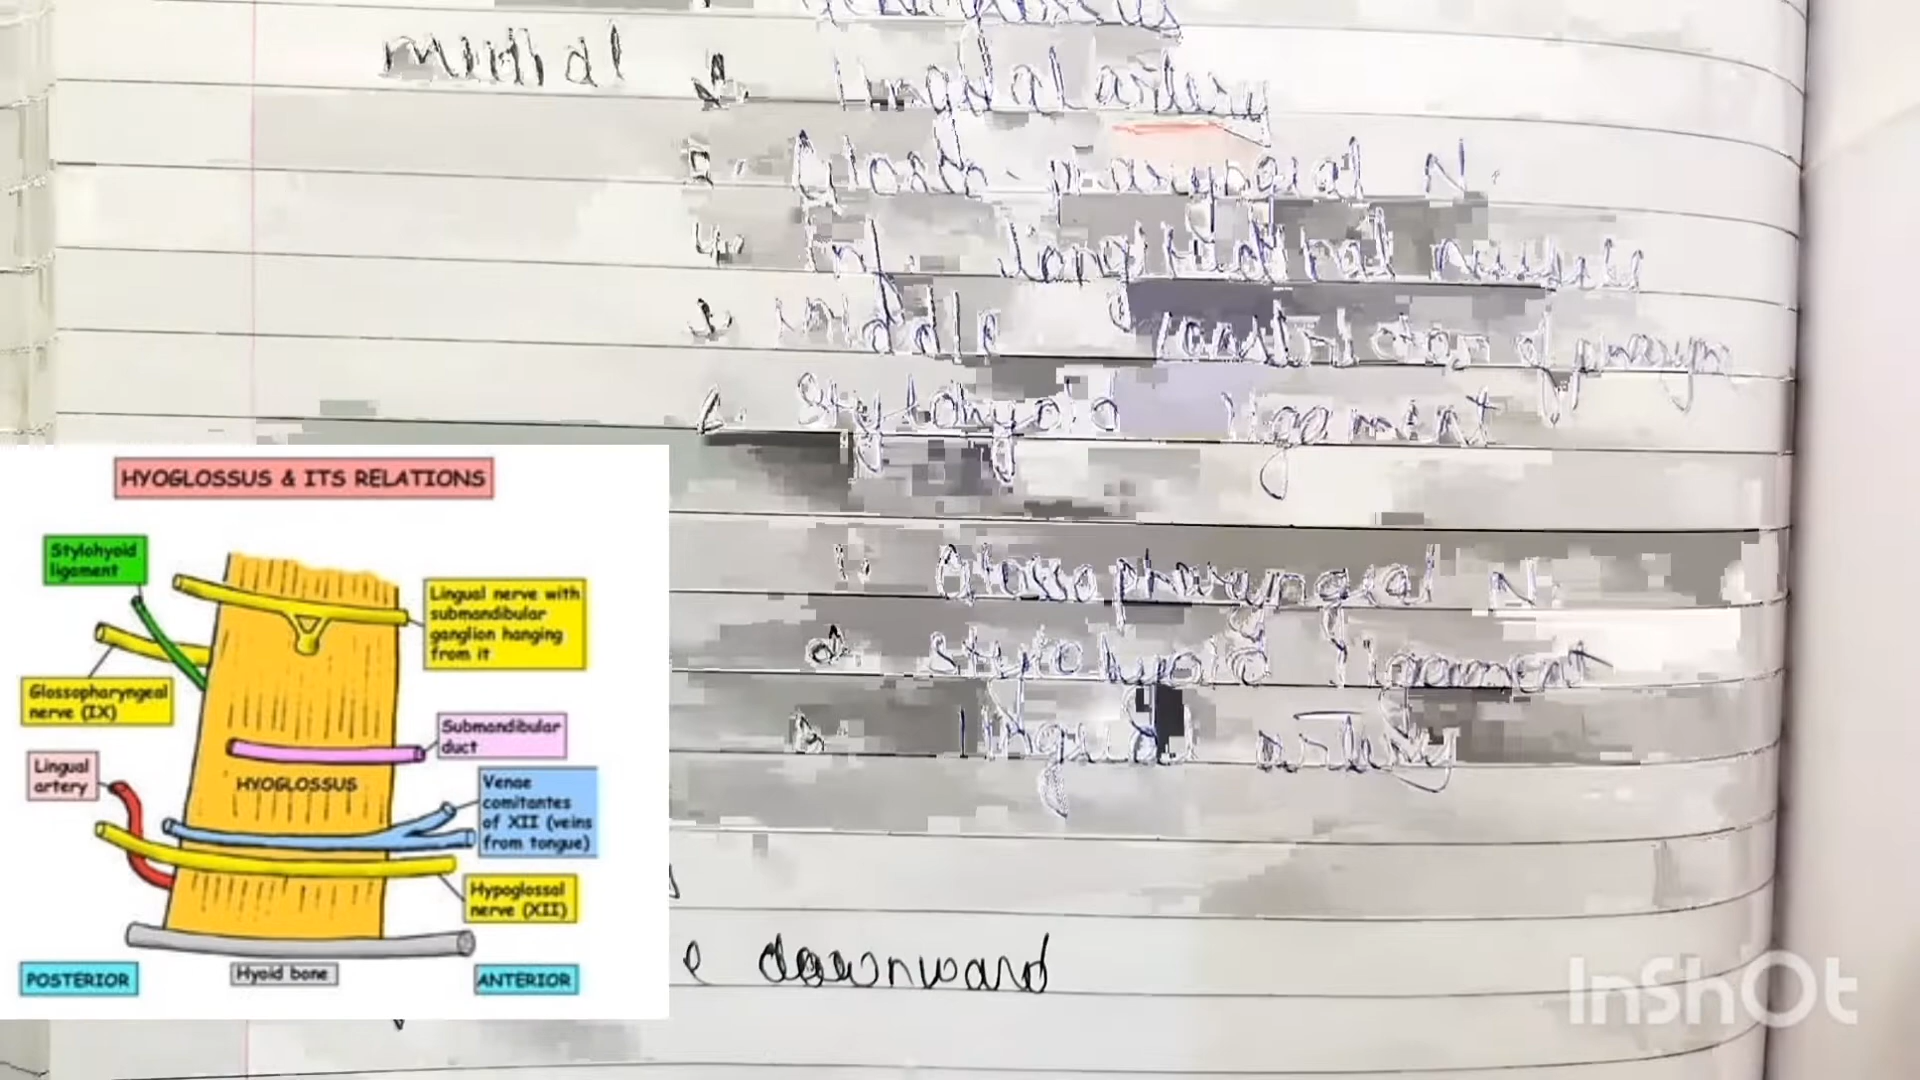 medial
lingual artery
Glosso-pharyngeal N.
Inf. longitudinal
middle constrictor of
stylohyoid ligament
Glossopharyngeal N.
stylohyoid ligament
lingual artery
downward
HYOGLOSSUS & ITS RELATIONS
Stylohyoid
ligament
Lingual nerve with
submandibular
ganglion hanging
from it
Glossopharyngeal
nerve (IX)
Submandibular
duct
Lingual
artery
HYOGLOSSUS
Venae
comitantes
of XII (veins
from tongue)
Hypoglossal
nerve (XII)
POSTERIOR
Hyoid bone
ANTERIOR
InShOt